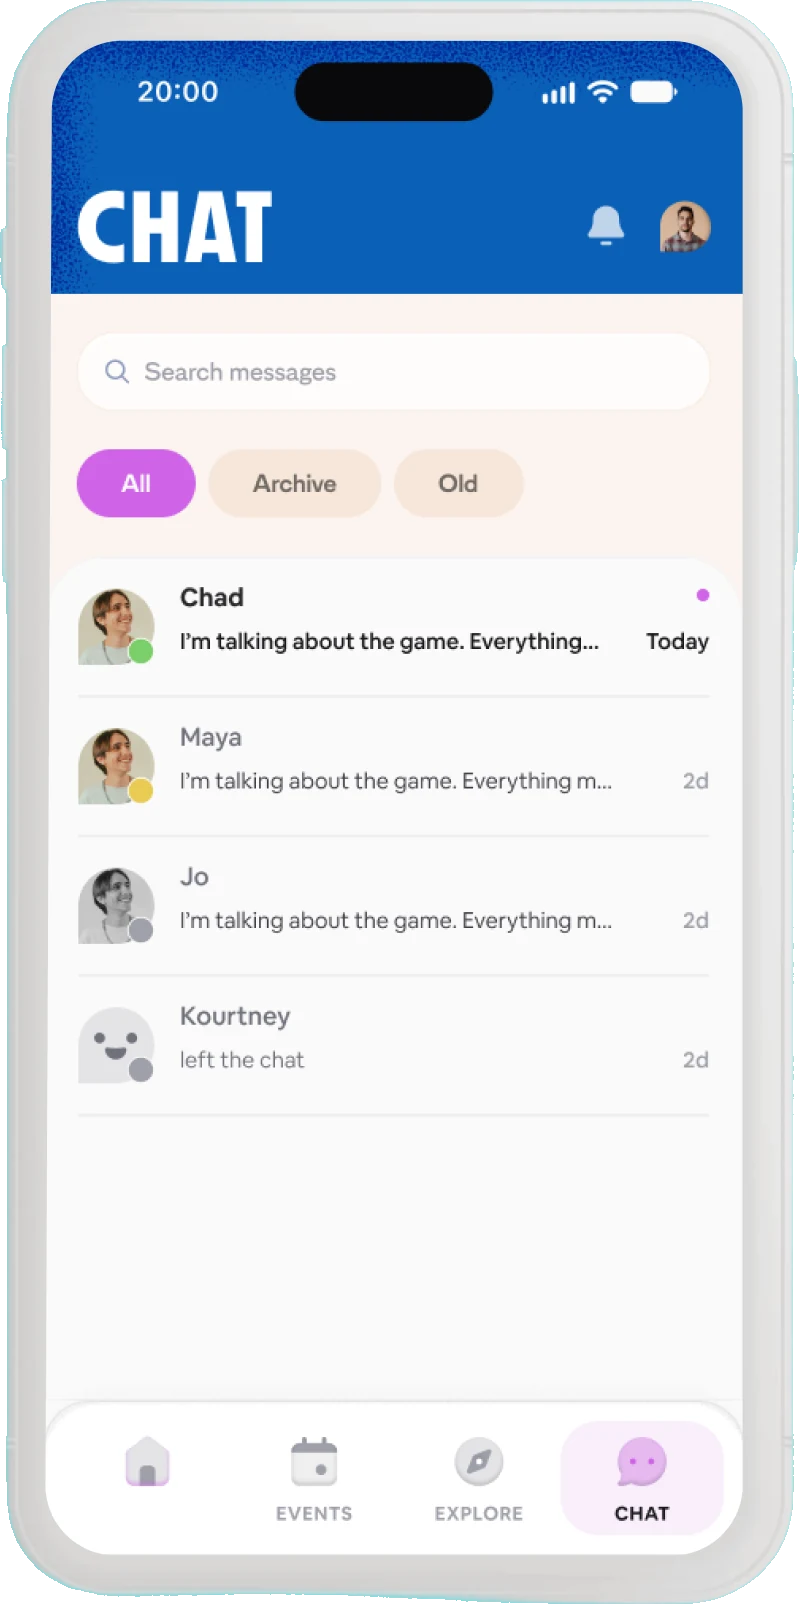 20:00
CHAT
Search messages
All
Archive
Old
Chad
I'm talking about the game. Everything...
Today
Maya
I'm talking about the game. Everything m...
2d
Jo
I'm talking about the game. Everything m...
2d
Kourtney
left the chat
2d
EVENTS
EXPLORE
CHAT